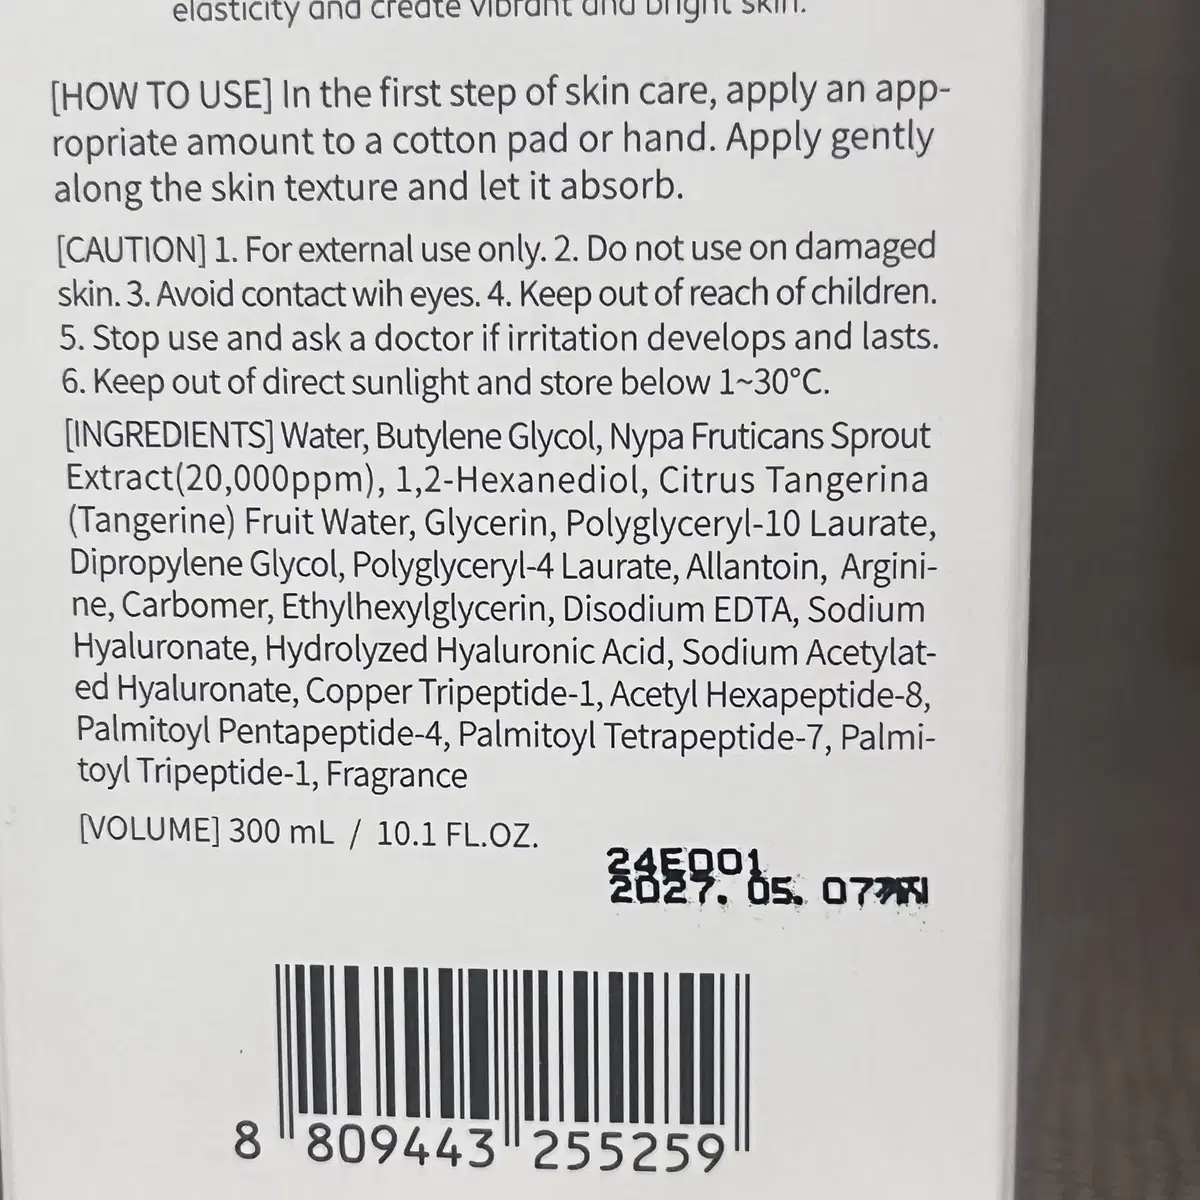 elasticity and create vibrant and bright skin.
[HOW TO USE] In the first step of skin care, apply an app-
ropriate amount to a cotton pad or hand. Apply gently
along the skin texture and let it absorb.
[CAUTION] 1. For external use only. 2. Do not use on damaged
skin. 3. Avoid contact wih eyes. 4. Keep out of reach of children.
5. Stop use and ask a doctor if irritation develops and lasts.
6. Keep out of direct sunlight and store below 1~30°C.
[INGREDIENTS] Water, Butylene Glycol, Nypa Fruticans Sprout
Extract(20,000ppm), 1,2-Hexanediol, Citrus Tangerina
(Tangerine) Fruit Water, Glycerin, Polyglyceryl-10 Laurate,
Dipropylene Glycol, Polyglyceryl-4 Laurate, Allantoin, Argini-
ne, Carbomer, Ethylhexylglycerin, Disodium EDTA, Sodium
Hyaluronate, Hydrolyzed Hyaluronic Acid, Sodium Acetylat-
ed Hyaluronate, Copper Tripeptide-1, Acetyl Hexapeptide-8,
Palmitoyl Pentapeptide-4, Palmitoyl Tetrapeptide-7, Palmi-
toyl Tripeptide-1, Fragrance
[VOLUME] 300 mL / 10.1 FL.OZ.
24E001
2027. 05. 07까지
8 809443 255259